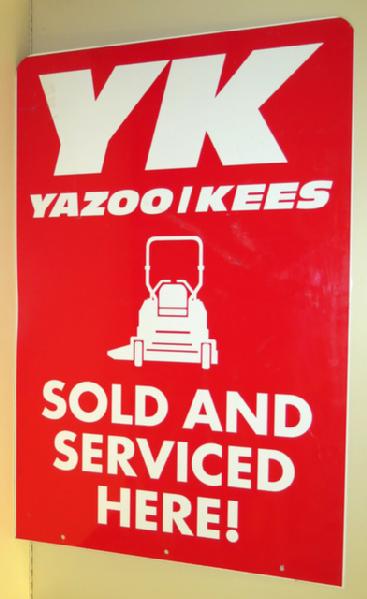 YK
YAZOO/KEES
SOLD AND
SERVICED
HERE!